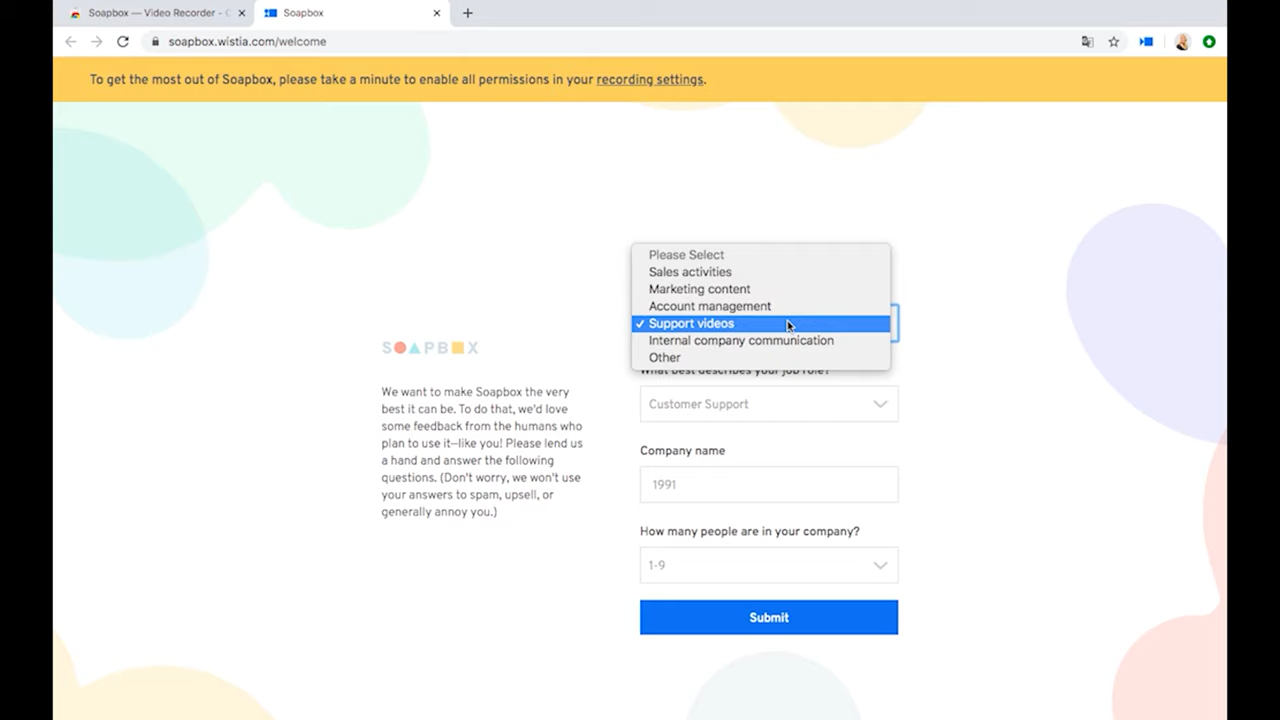 Soapbox — Video Recorder - C
Soapbox
soapbox.wistia.com/welcome
To get the most out of Soapbox, please take a minute to enable all permissions in your recording settings.
SOAPBOX
We want to make Soapbox the very
best it can be. To do that, we'd love
some feedback from the humans who
plan to use it—like you! Please lend us
a hand and answer the following
questions. (Don't worry, we won't use
your answers to spam, upsell, or
generally annoy you.)
Please Select
Sales activities
Marketing content
Account management
✓ Support videos
Internal company communication
Other
What best describes your job role?
Customer Support
Company name
1991
How many people are in your company?
1-9
Submit